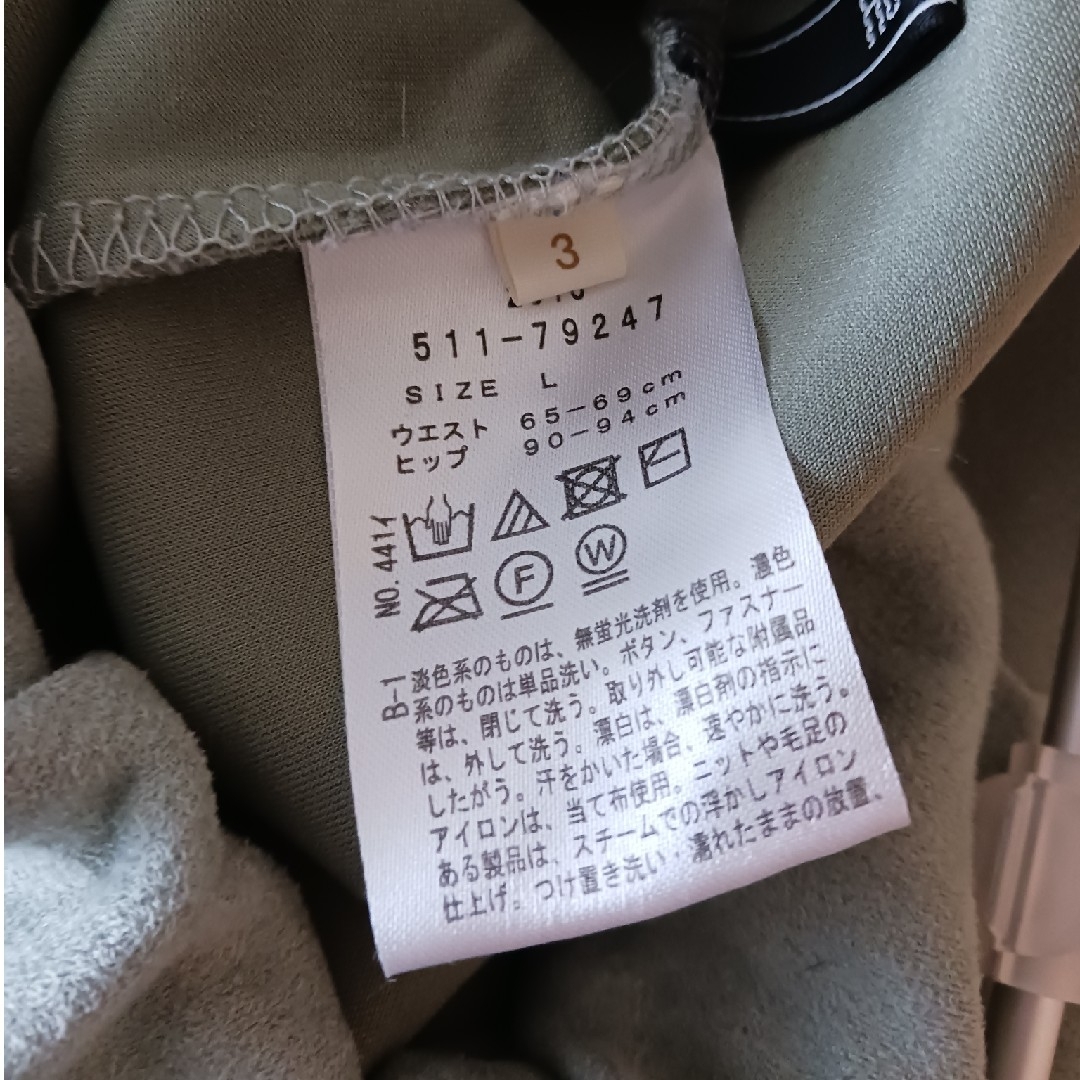 3
511-79247
SIZE L
ウエスト 65-69cm
ヒップ 90-94cm
NO.4414
F
W
B-1
淡色系のものは、無蛍光洗剤を使用。濃色
系のものは単品洗い。ボタン、ファスナー
等は、閉じて洗う。取り外し可能な附属品
は、外して洗う。漂白は、漂白剤の指示に
したがう。汗をかいた場合、速やかに洗う。
アイロンは、当て布使用。ニットや毛足の
ある製品は、スチームでの浮かしアイロン
仕上げ。つけ置き洗い・濡れたままの放置、